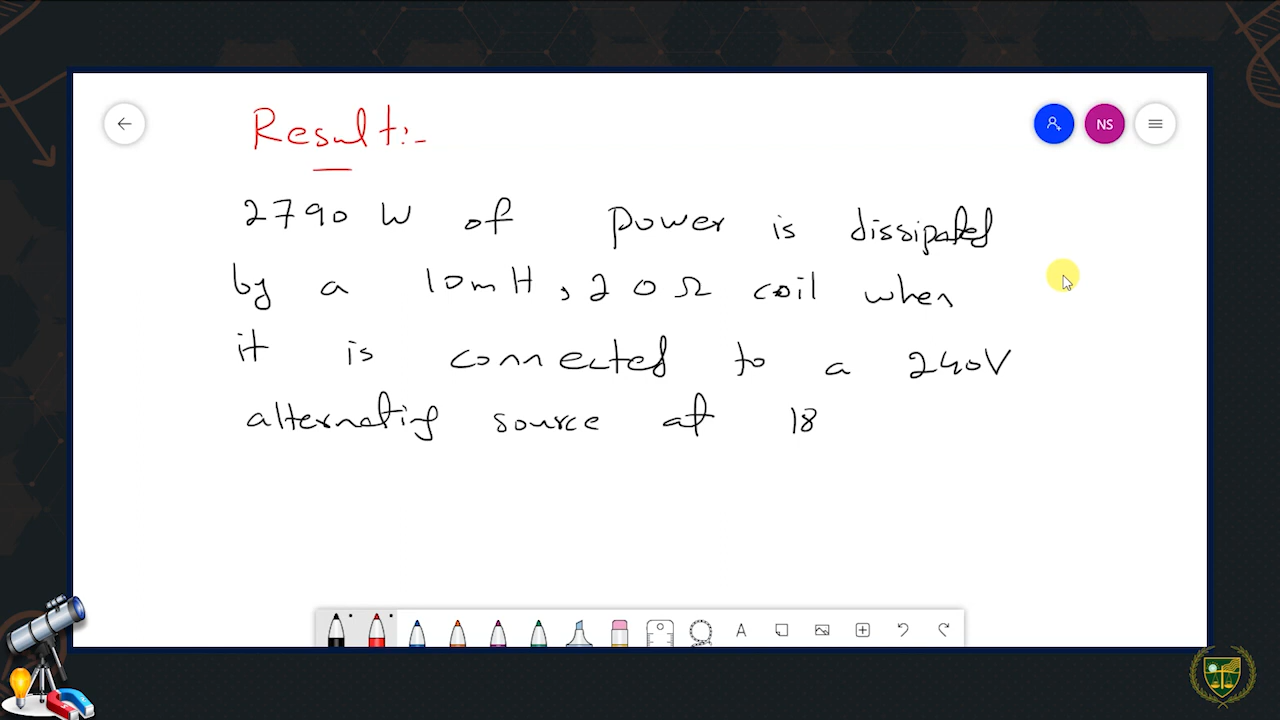 Result:-
NS
2790 W of power is dissipated
by a 10mH, 20Ω coil when
it is connected to a 240V
alternating source at 18
A